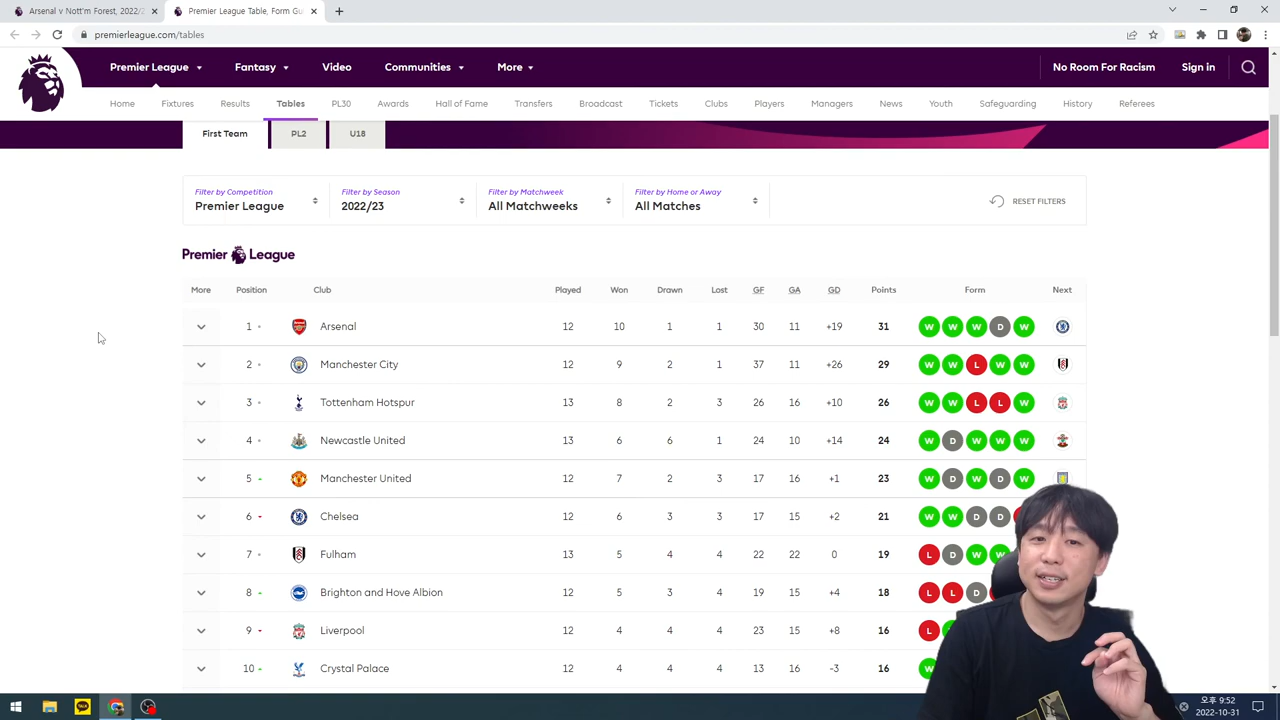 Arsenal v Nott'm Forest, 2022/2
Premier League Table, Form Gui
premierleague.com/tables
Premier League Fantasy Video Communities More No Room For Racism Sign in
Home Fixtures Results Tables PL30 Awards Hall of Fame Transfers Broadcast Tickets Clubs Players Managers News Youth Safeguarding History Referees
First Team PL2 U18
Filter by Competition Filter by Season Filter by Matchweek Filter by Home or Away
Premier League 2022/23 All Matchweeks All Matches RESET FILTERS
Premier League
More Position Club Played Won Drawn Lost GF GA GD Points Form Next
1 Arsenal 12 10 1 1 30 11 +19 31 W W W D W
2 Manchester City 12 9 2 1 37 11 +26 29 W W L W W
3 Tottenham Hotspur 13 8 2 3 26 16 +10 26 W W L L W
4 Newcastle United 13 6 6 1 24 10 +14 24 W D W W W
5 Manchester United 12 7 2 3 17 16 +1 23 W D W D W
6 Chelsea 12 6 3 3 17 15 +2 21 W W D D
7 Fulham 13 5 4 4 22 22 0 19 L D W W
8 Brighton and Hove Albion 12 5 3 4 19 15 +4 18 L L D
9 Liverpool 12 4 4 4 23 15 +8 16 L
10 Crystal Palace 12 4 4 4 13 16 -3 16 W
TALK
오후 9:52
2022-10-31